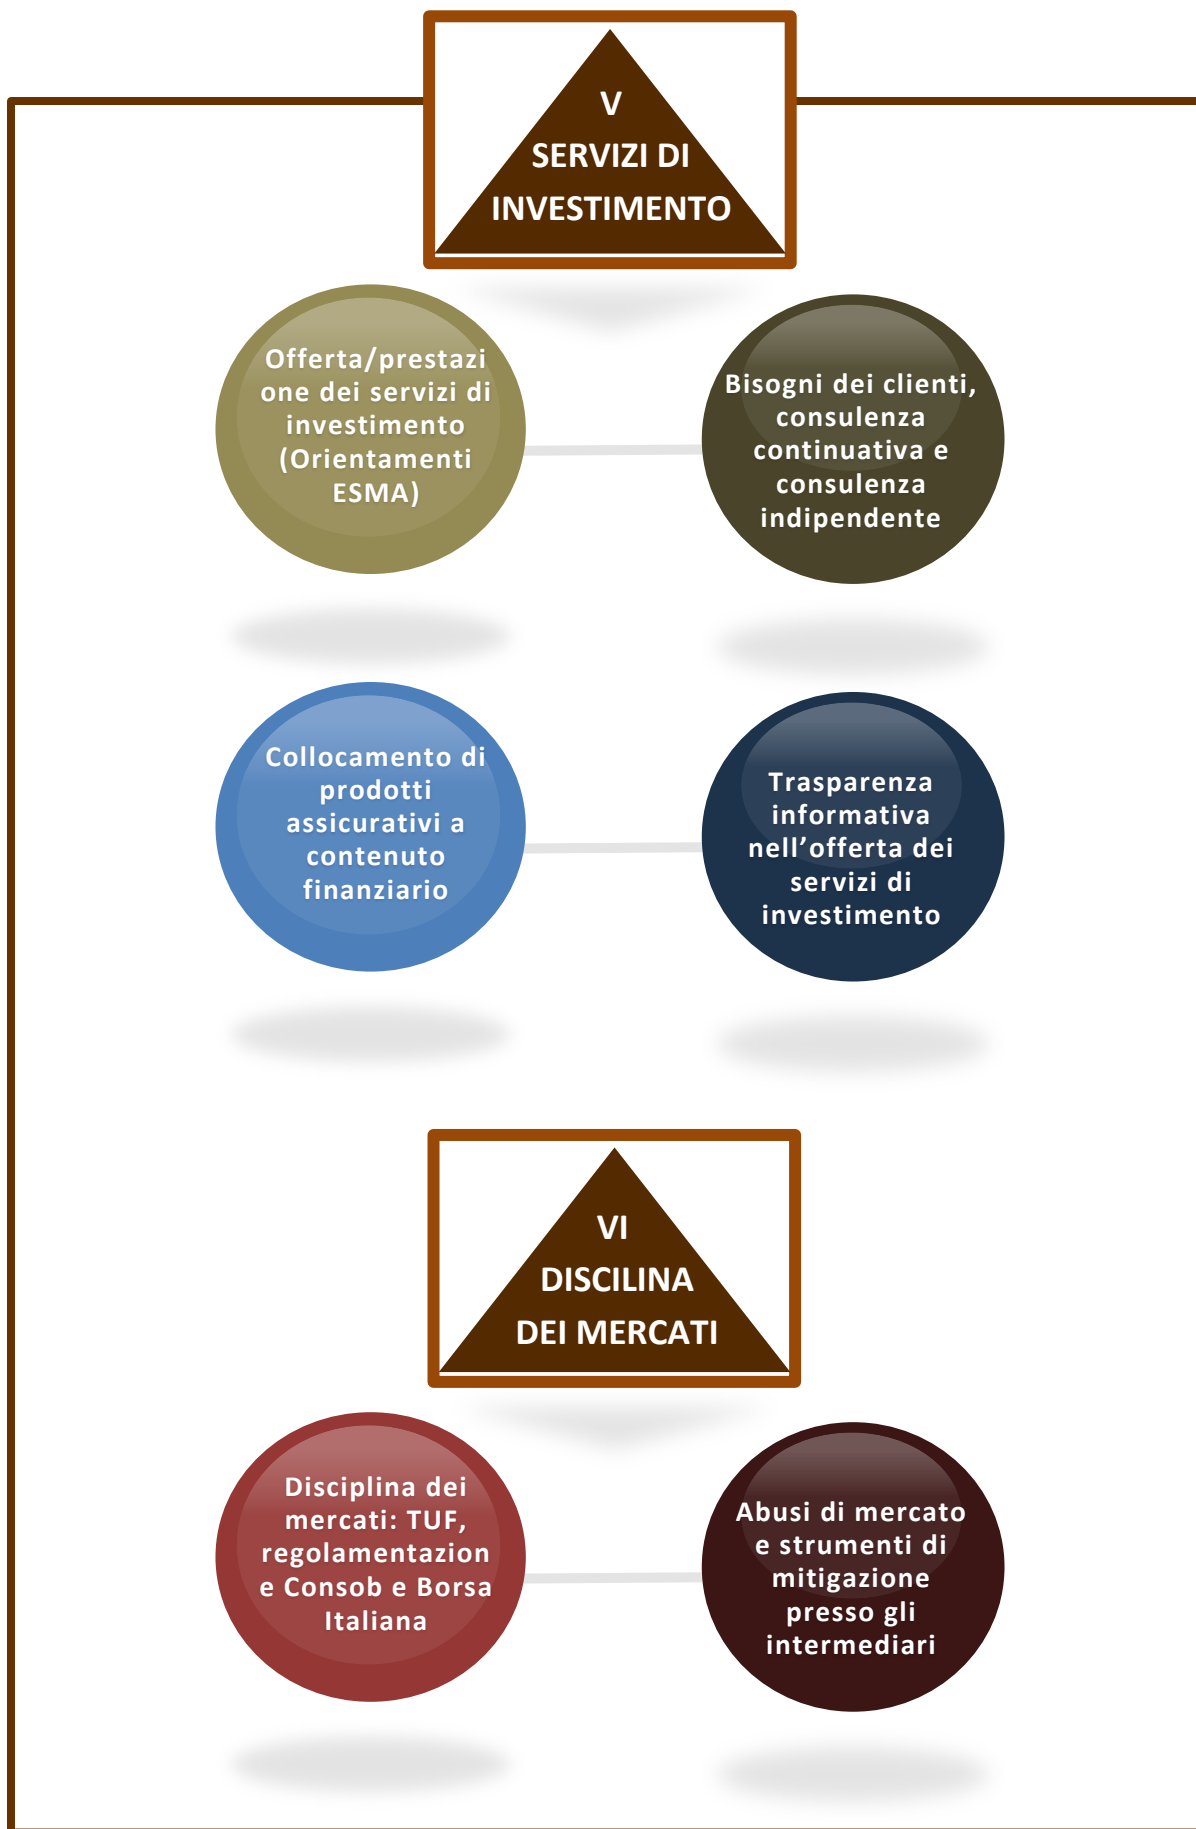 V
SERVIZI DI
INVESTIMENTO
Offerta/prestazi
one dei servizi di
investimento
(Orientamenti
ESMA)
Bisogni dei clienti,
consulenza
continuativa e
consulenza
indipendente
Collocamento di
prodotti
assicurativi a
contenuto
finanziario
Trasparenza
informativa
nell’offerta dei
servizi di
investimento
VI
DISCILINA
DEI MERCATI
Disciplina dei
mercati: TUF,
regolamentazion
e Consob e Borsa
Italiana
Abusi di mercato
e strumenti di
mitigazione
presso gli
intermediari